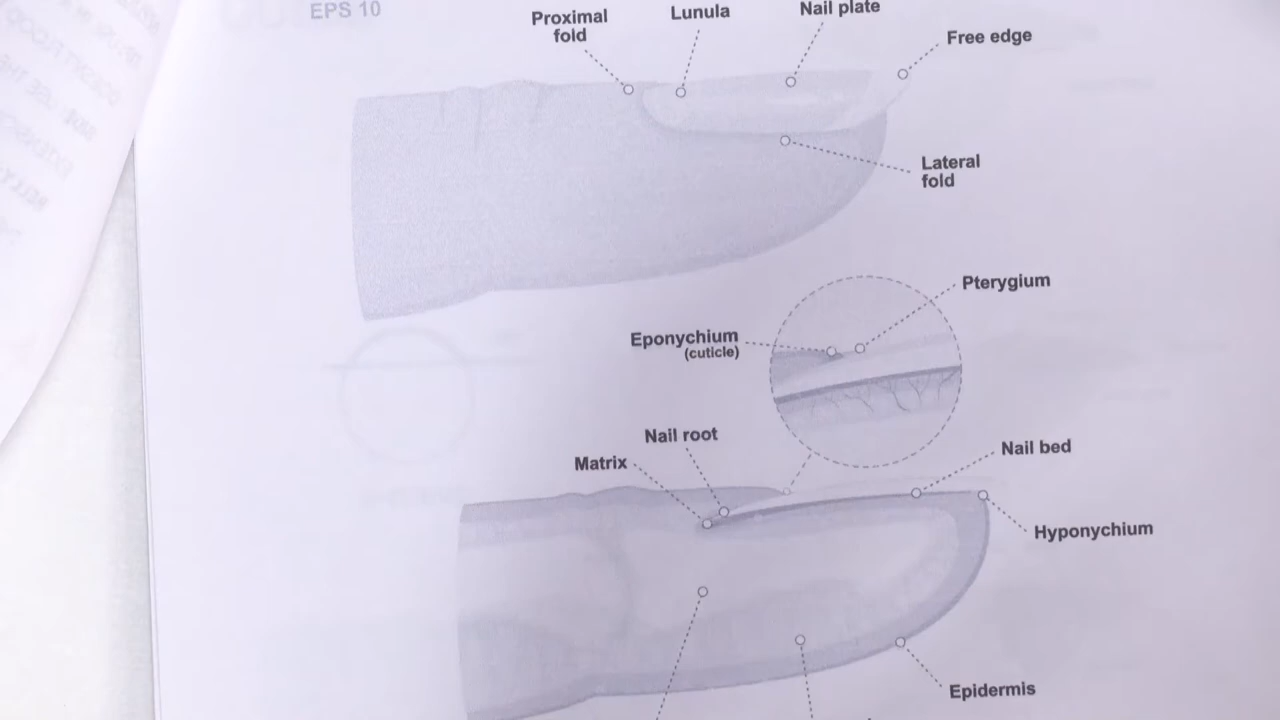 EPS 10
Proximal
fold
Lunula
Nail plate
Free edge
Lateral
fold
Pterygium
Eponychium
(cuticle)
Nail root
Matrix
Nail bed
Hyponychium
Epidermis